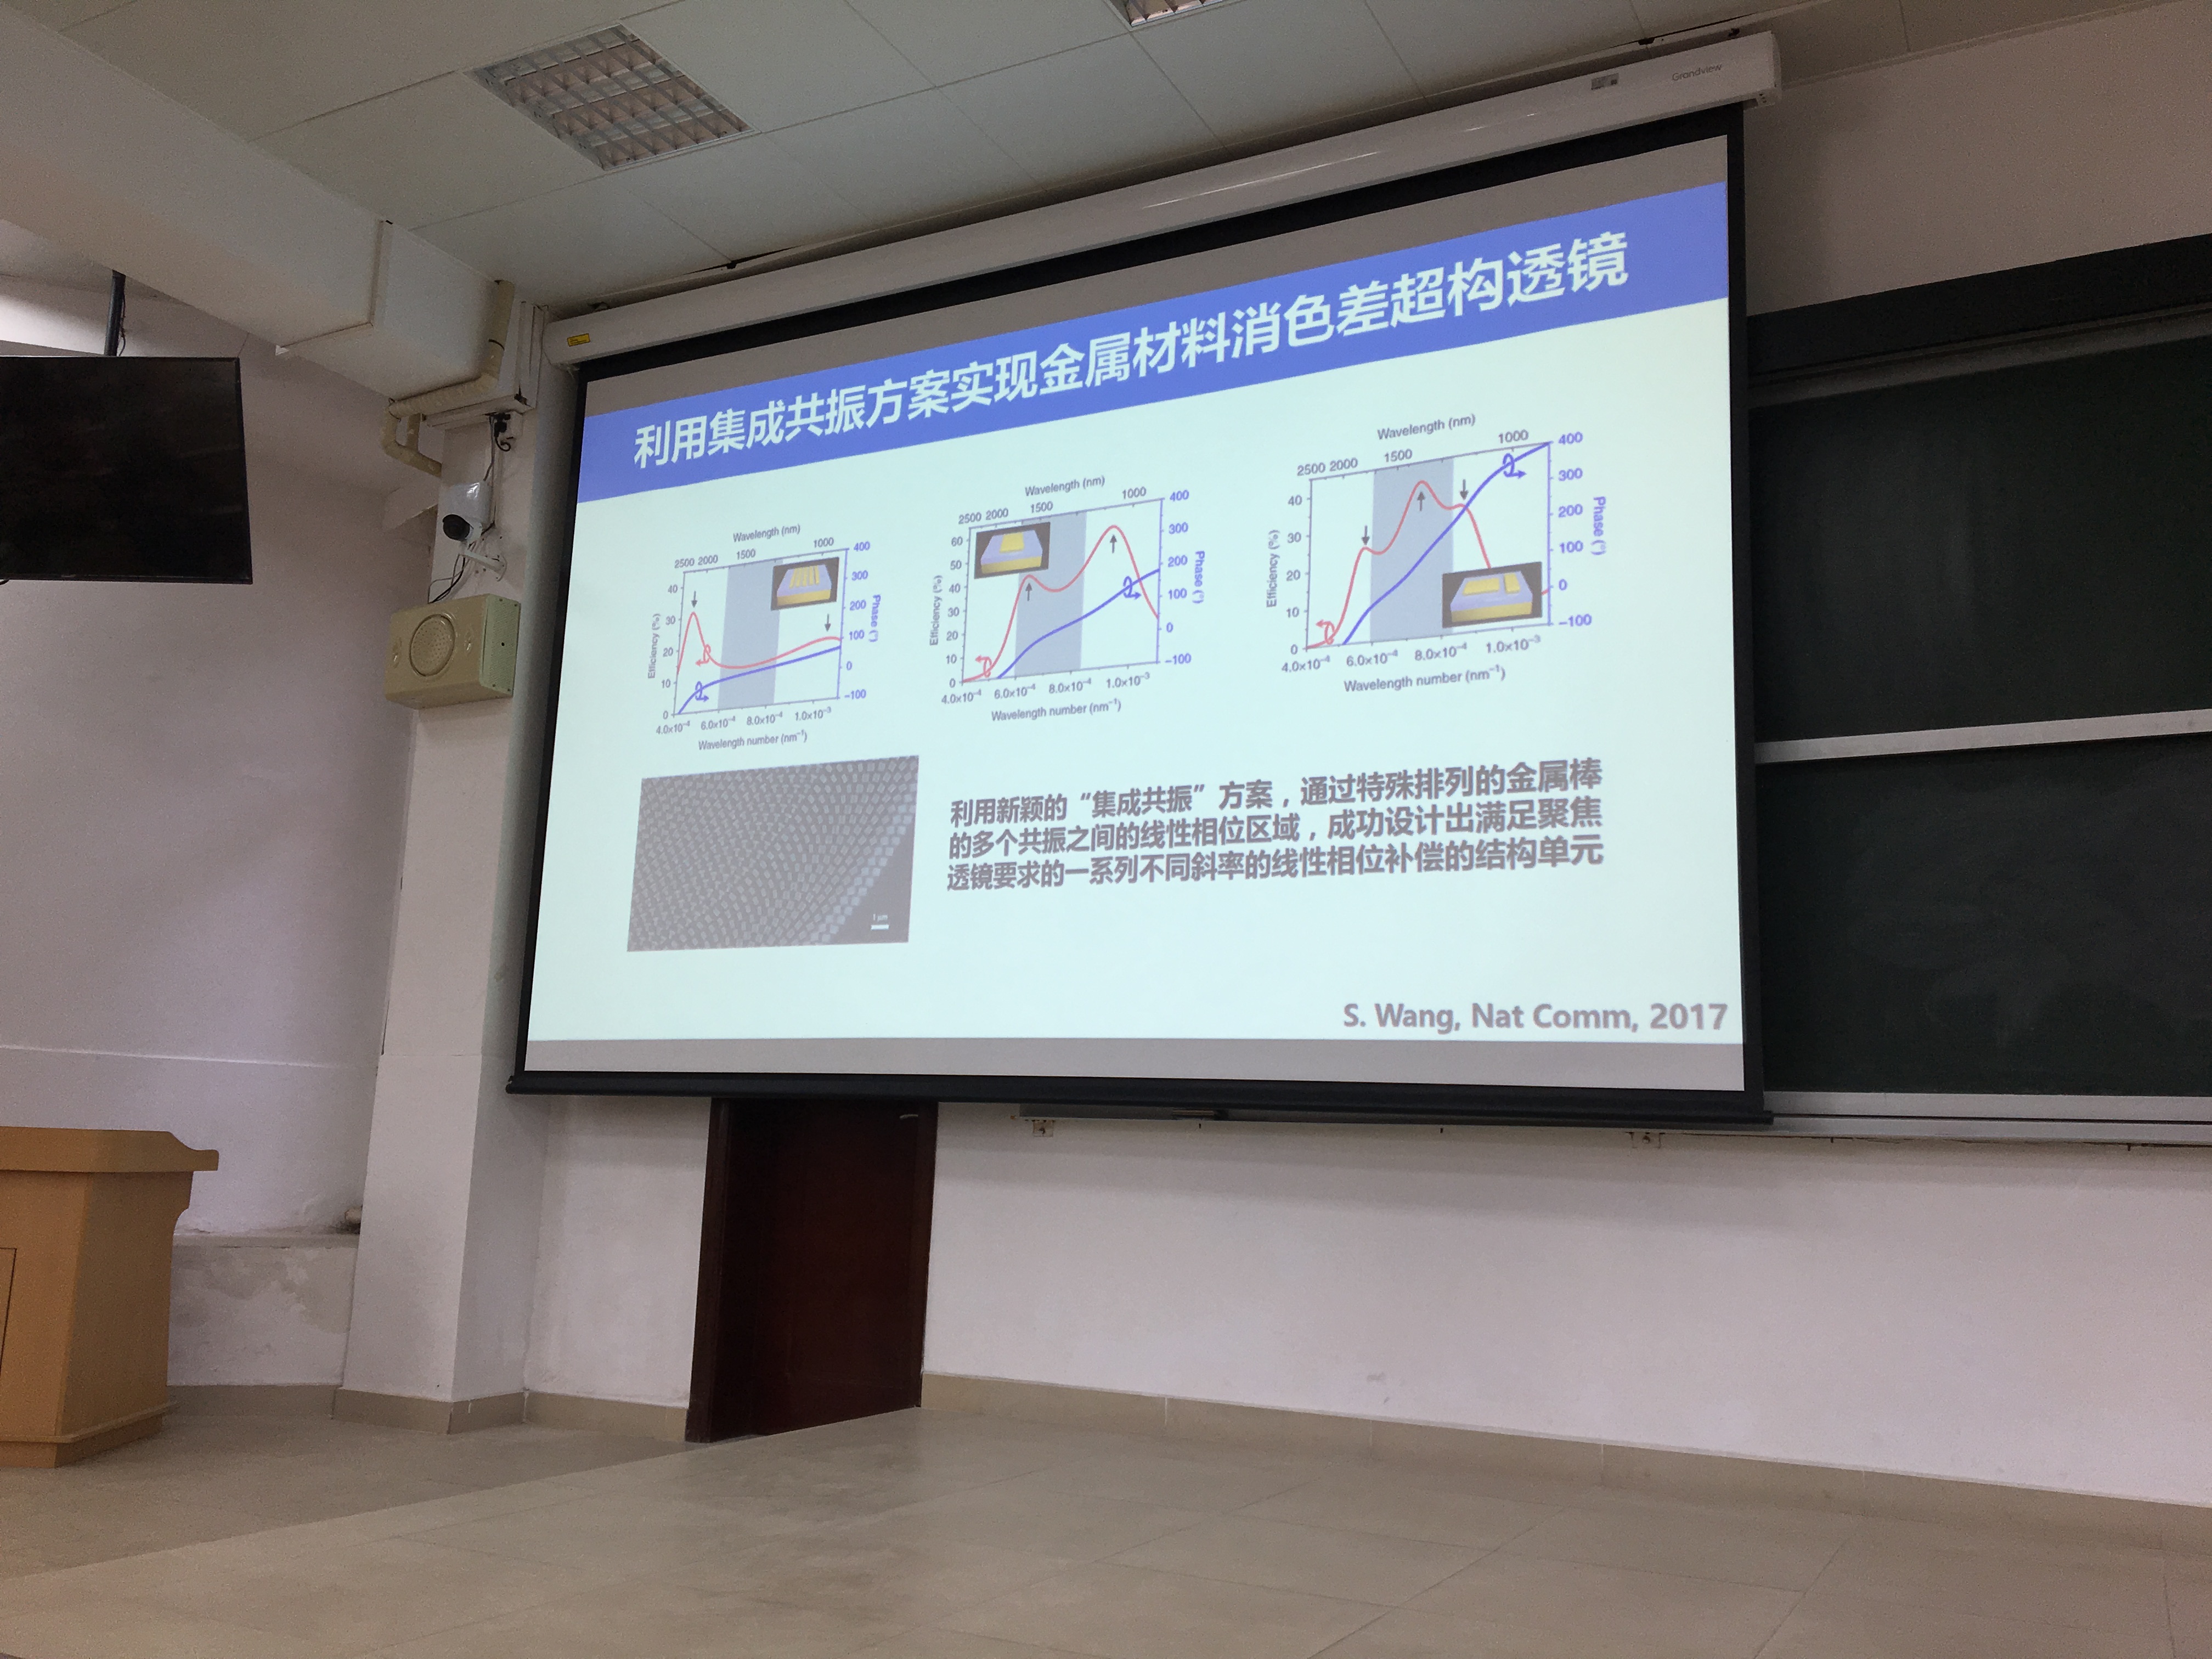 Grandview
利用集成共振方案实现金属材料消色差超构透镜
Wavelength (nm)
2500 2000 1500 1000
Efficiency (%)
40
30
20
10
0
400
300
200
100
0
−100
Phase (°)
4.0×10⁻⁴ 6.0×10⁻⁴ 8.0×10⁻⁴ 1.0×10⁻³
Wavelength number (nm⁻¹)
Wavelength (nm)
2500 2000 1500 1000
Efficiency (%)
60
50
40
30
20
10
0
400
300
200
100
0
−100
Phase (°)
4.0×10⁻⁴ 6.0×10⁻⁴ 8.0×10⁻⁴ 1.0×10⁻³
Wavelength number (nm⁻¹)
Wavelength (nm)
2500 2000 1500 1000
Efficiency (%)
40
30
20
10
0
400
300
200
100
0
−100
Phase (°)
4.0×10⁻⁴ 6.0×10⁻⁴ 8.0×10⁻⁴ 1.0×10⁻³
Wavelength number (nm⁻¹)
1 μm
利用新颖的“集成共振”方案，通过特殊排列的金属棒
的多个共振之间的线性相位区域，成功设计出满足聚焦
透镜要求的一系列不同斜率的线性相位补偿的结构单元
S. Wang, Nat Comm, 2017